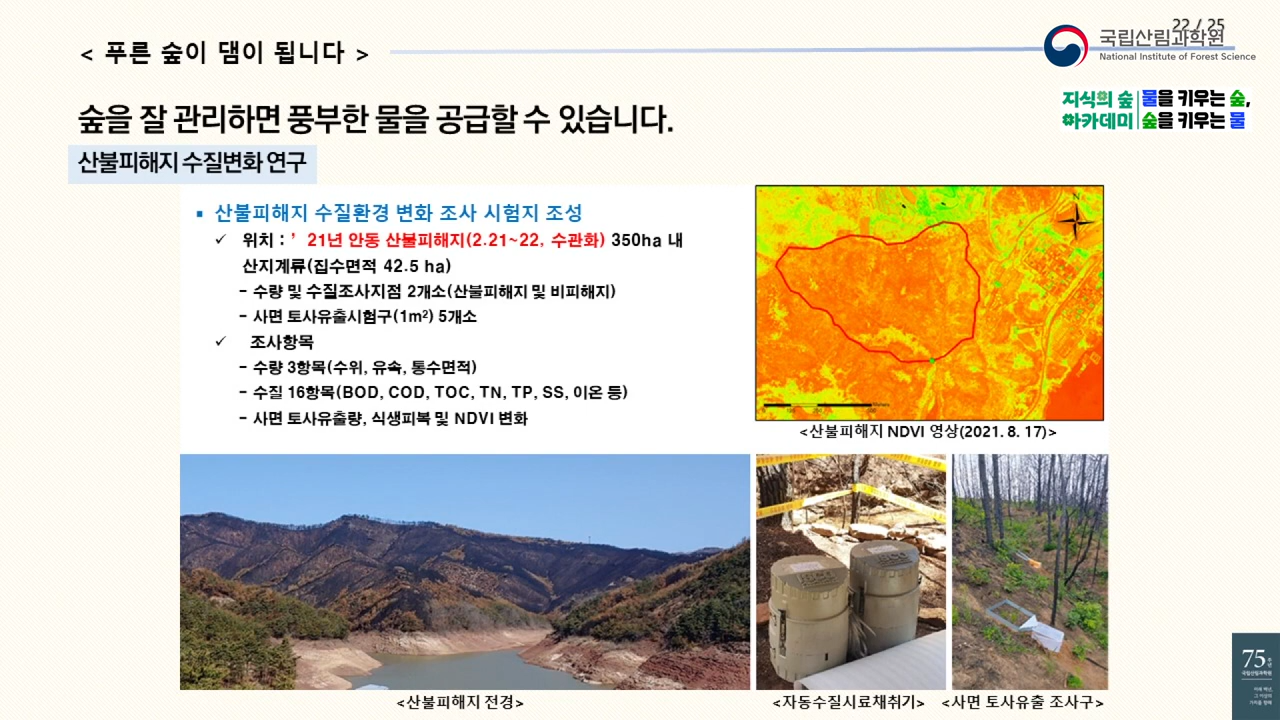 22 / 25
< 푸른 숲이 댐이 됩니다 >
국립산림과학원
National Institute of Forest Science
숲을 잘 관리하면 풍부한 물을 공급할 수 있습니다.
지식의 숲 | 물을 키우는 숲,
아카데미 | 숲을 키우는 물
산불피해지 수질변화 연구
▪ 산불피해지 수질환경 변화 조사 시험지 조성
✓ 위치 : ’21년 안동 산불피해지(2.21~22, 수관화) 350ha 내
산지계류(집수면적 42.5 ha)
- 수량 및 수질조사지점 2개소(산불피해지 및 비피해지)
- 사면 토사유출시험구(1m²) 5개소
✓ 조사항목
- 수량 3항목(수위, 유속, 통수면적)
- 수질 16항목(BOD, COD, TOC, TN, TP, SS, 이온 등)
- 사면 토사유출량, 식생피복 및 NDVI 변화
N
<산불피해지 NDVI 영상(2021. 8. 17)>
<산불피해지 전경>
<자동수질시료채취기>
<사면 토사유출 조사구>
75주년
국립산림과학원